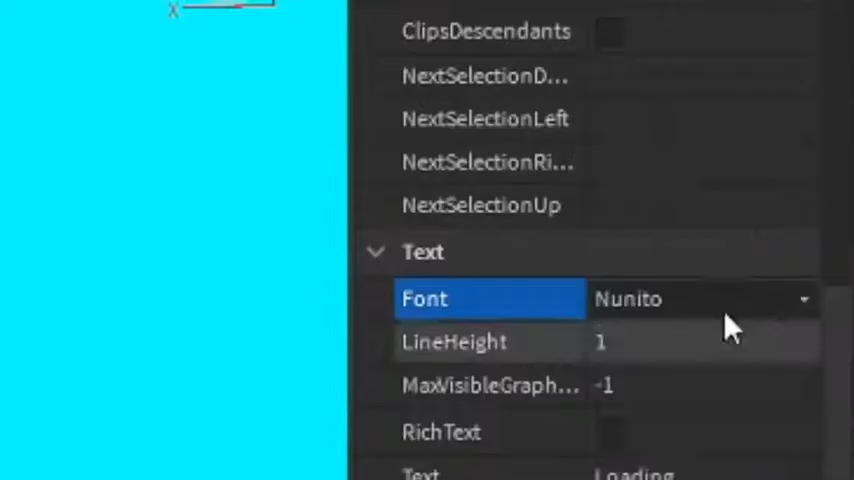 X
ClipsDescendants
NextSelectionD...
NextSelectionLeft
NextSelectionRi...
NextSelectionUp
Text
Font Nunito
LineHeight 1
MaxVisibleGraph... -1
RichText
Text Loading